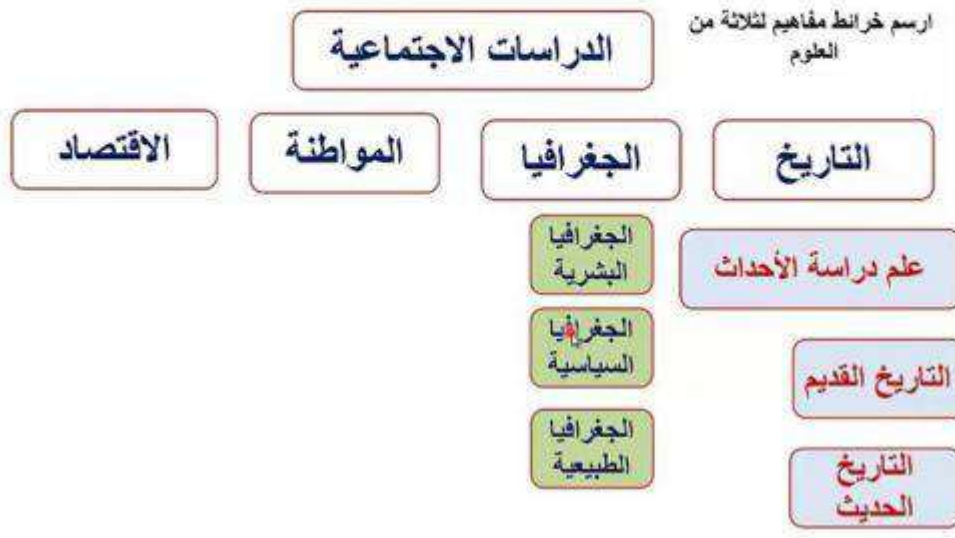 ارسم خرائط مفاهيم لثلاثة من
العلوم
الدراسات الاجتماعية
التاريخ
الجغرافيا
المواطنة
الاقتصاد
علم دراسة الأحداث
التاريخ القديم
التاريخ
الحديث
الجغرافيا
البشرية
الجغرافيا
السياسية
الجغرافيا
الطبيعية